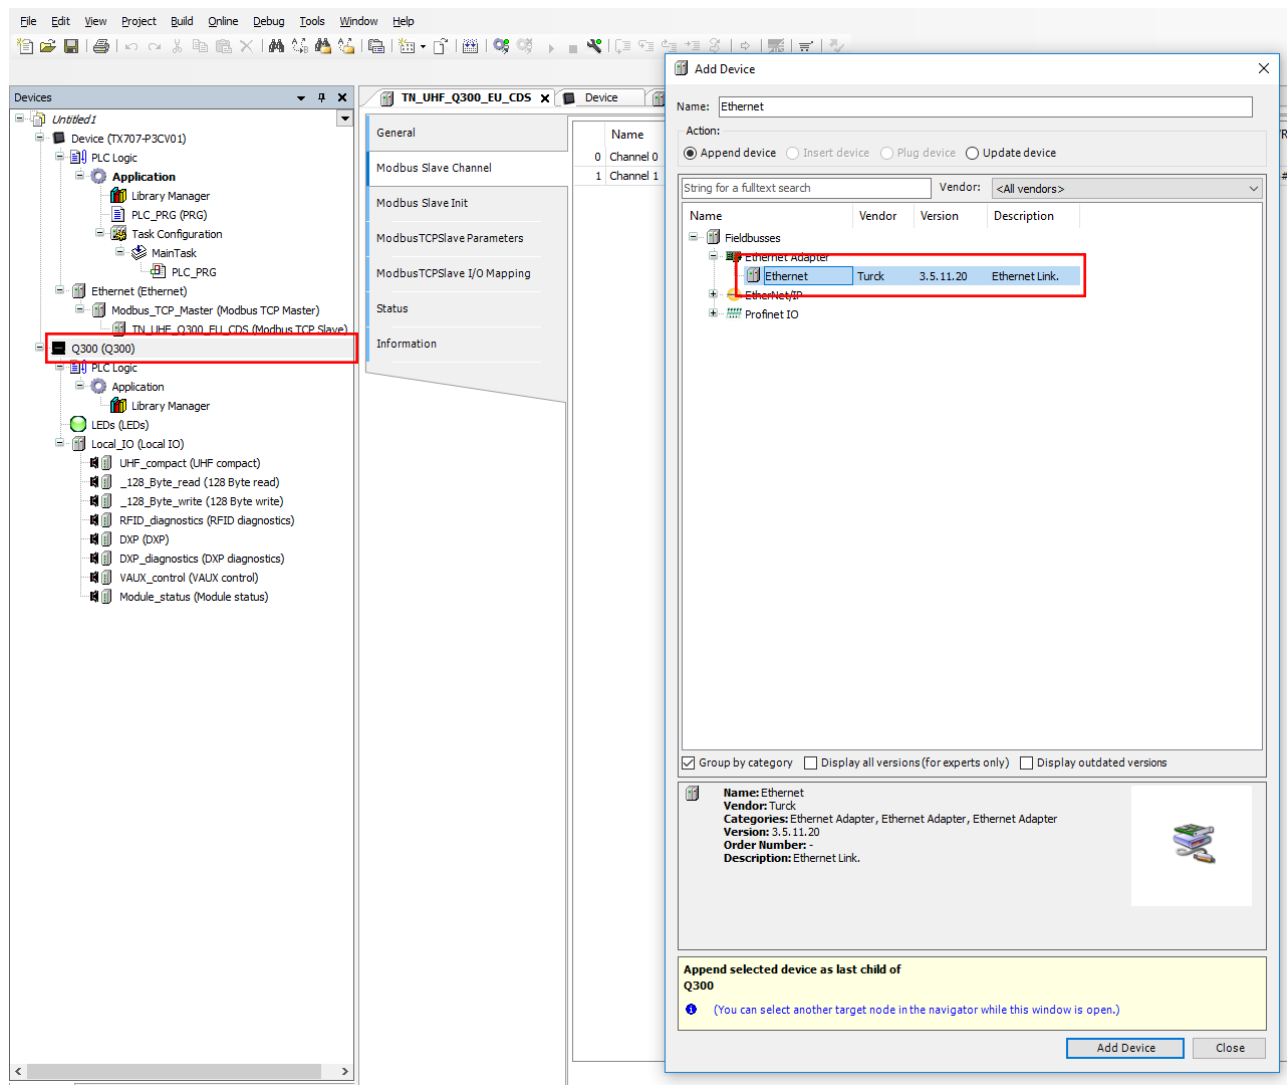 File Edit View Project Build Online Debug Tools Window Help
Devices
Untitled1
Device (TX707-P3CV01)
PLC Logic
Application
Library Manager
PLC_PRG (PRG)
Task Configuration
MainTask
PLC_PRG
Ethernet (Ethernet)
Modbus_TCP_Master (Modbus TCP Master)
TN_UHF_Q300_EU_CDS (Modbus TCP Slave)
Q300 (Q300)
PLC Logic
Application
Library Manager
LEDs (LEDs)
Local_IO (Local IO)
UHF_compact (UHF compact)
_128_Byte_read (128 Byte read)
_128_Byte_write (128 Byte write)
RFID_diagnostics (RFID diagnostics)
DXP (DXP)
DXP_diagnostics (DXP diagnostics)
VAUX_control (VAUX control)
Module_status (Module status)
TN_UHF_Q300_EU_CDS
Device
General
Modbus Slave Channel
Modbus Slave Init
ModbusTCPSlave Parameters
ModbusTCPSlave I/O Mapping
Status
Information
Name
0 Channel 0
1 Channel 1
Add Device
Name: Ethernet
Action:
Append device Insert device Plug device Update device
String for a fulltext search Vendor: <All vendors>
Name Vendor Version Description
Fieldbusses
Ethernet Adapter
Ethernet Turck 3.5.11.20 Ethernet Link.
EtherNet/IP
Profinet IO
Group by category Display all versions (for experts only) Display outdated versions
Name: Ethernet
Vendor: Turck
Categories: Ethernet Adapter, Ethernet Adapter, Ethernet Adapter
Version: 3.5.11.20
Order Number: -
Description: Ethernet Link.
Append selected device as last child of
Q300
(You can select another target node in the navigator while this window is open.)
Add Device Close